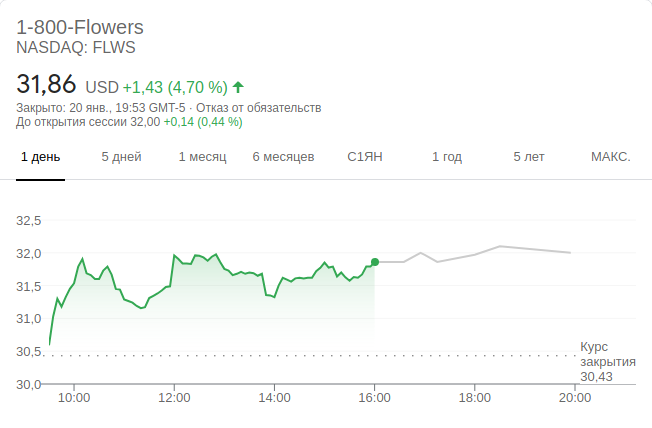 1-800-Flowers
NASDAQ: FLWS
31,86 USD +1,43 (4,70 %)
Закрыто: 20 янв., 19:53 GMT-5 · Отказ от обязательств
До открытия сессии 32,00 +0,14 (0,44 %)
1 день 5 дней 1 месяц 6 месяцев С1ЯН 1 год 5 лет МАКС.
32,5
32,0
31,5
31,0
30,5
Курс
закрытия
30,43
30,0
10:00 12:00 14:00 16:00 18:00 20:00